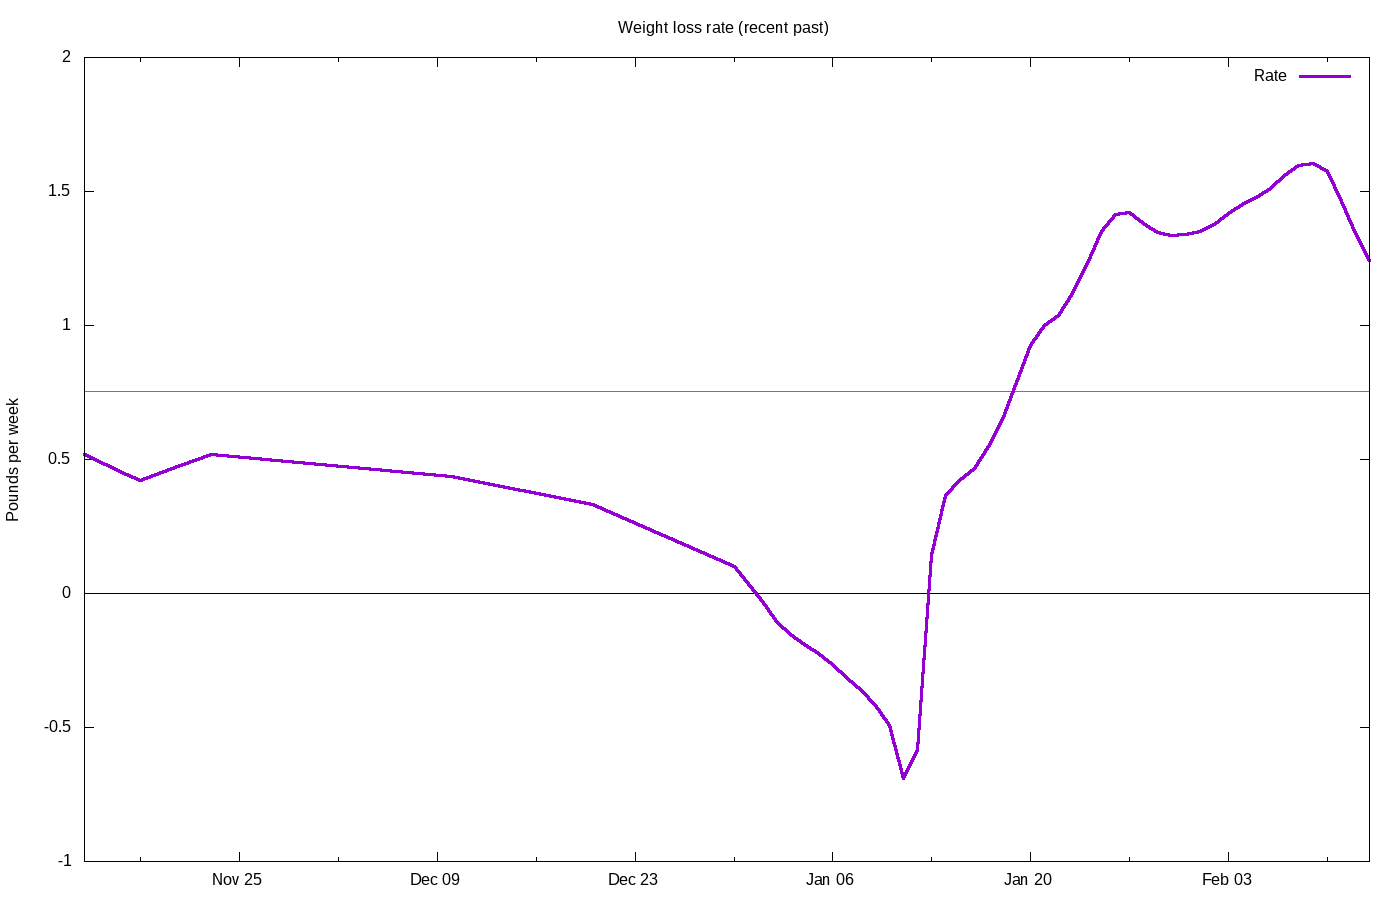 Weight loss rate (recent past)
Rate
2
1.5
1
0.5
0
-0.5
-1
Pounds per week
Nov 25
Dec 09
Dec 23
Jan 06
Jan 20
Feb 03